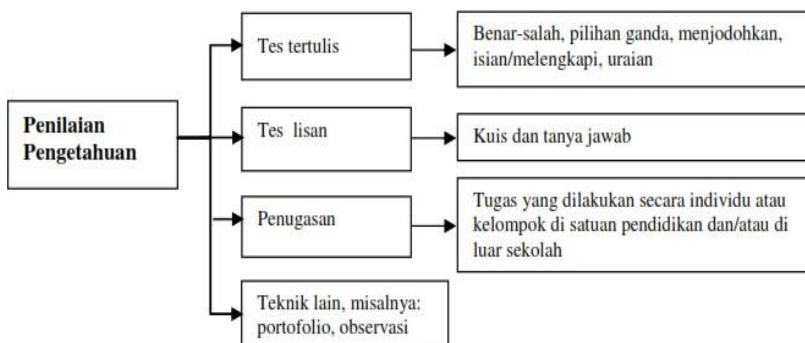 Tes tertulis
Benar-salah, pilihan ganda, menjodohkan,
isian/melengkapi, uraian
Penilaian
Pengetahuan
Tes lisan
Kuis dan tanya jawab
Penugasan
Tugas yang dilakukan secara individu atau
kelompok di satuan pendidikan dan/atau di
luar sekolah
Teknik lain, misalnya:
portofolio, observasi